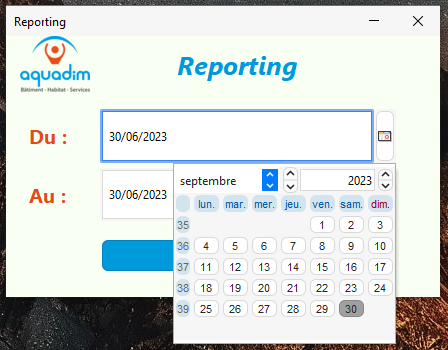 Reporting
aquadim
Bâtiment - Habitat - Services
Reporting
Du :
30/06/2023
Au :
30/06/2023
septembre 2023
lun. mar. mer. jeu. ven. sam. dim.
35 1 2 3
36 4 5 6 7 8 9 10
37 11 12 13 14 15 16 17
38 18 19 20 21 22 23 24
39 25 26 27 28 29 30